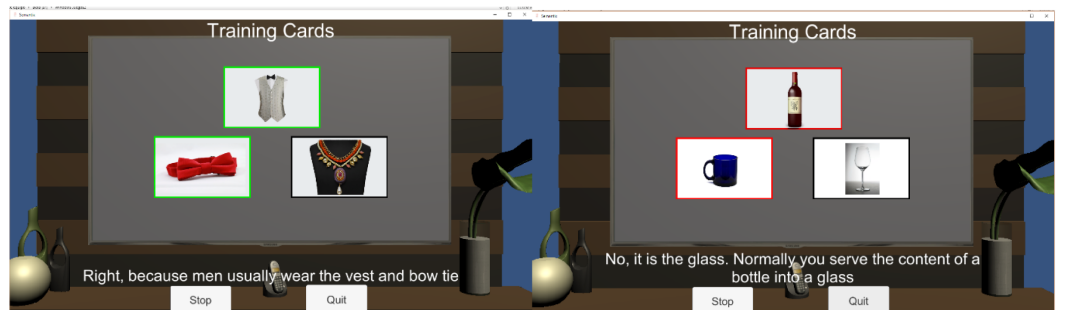 Training Cards
Right, because men usually wear the vest and bow tie
Stop
Quit
Training Cards
No, it is the glass. Normally you serve the content of a
bottle into a glass
Stop
Quit